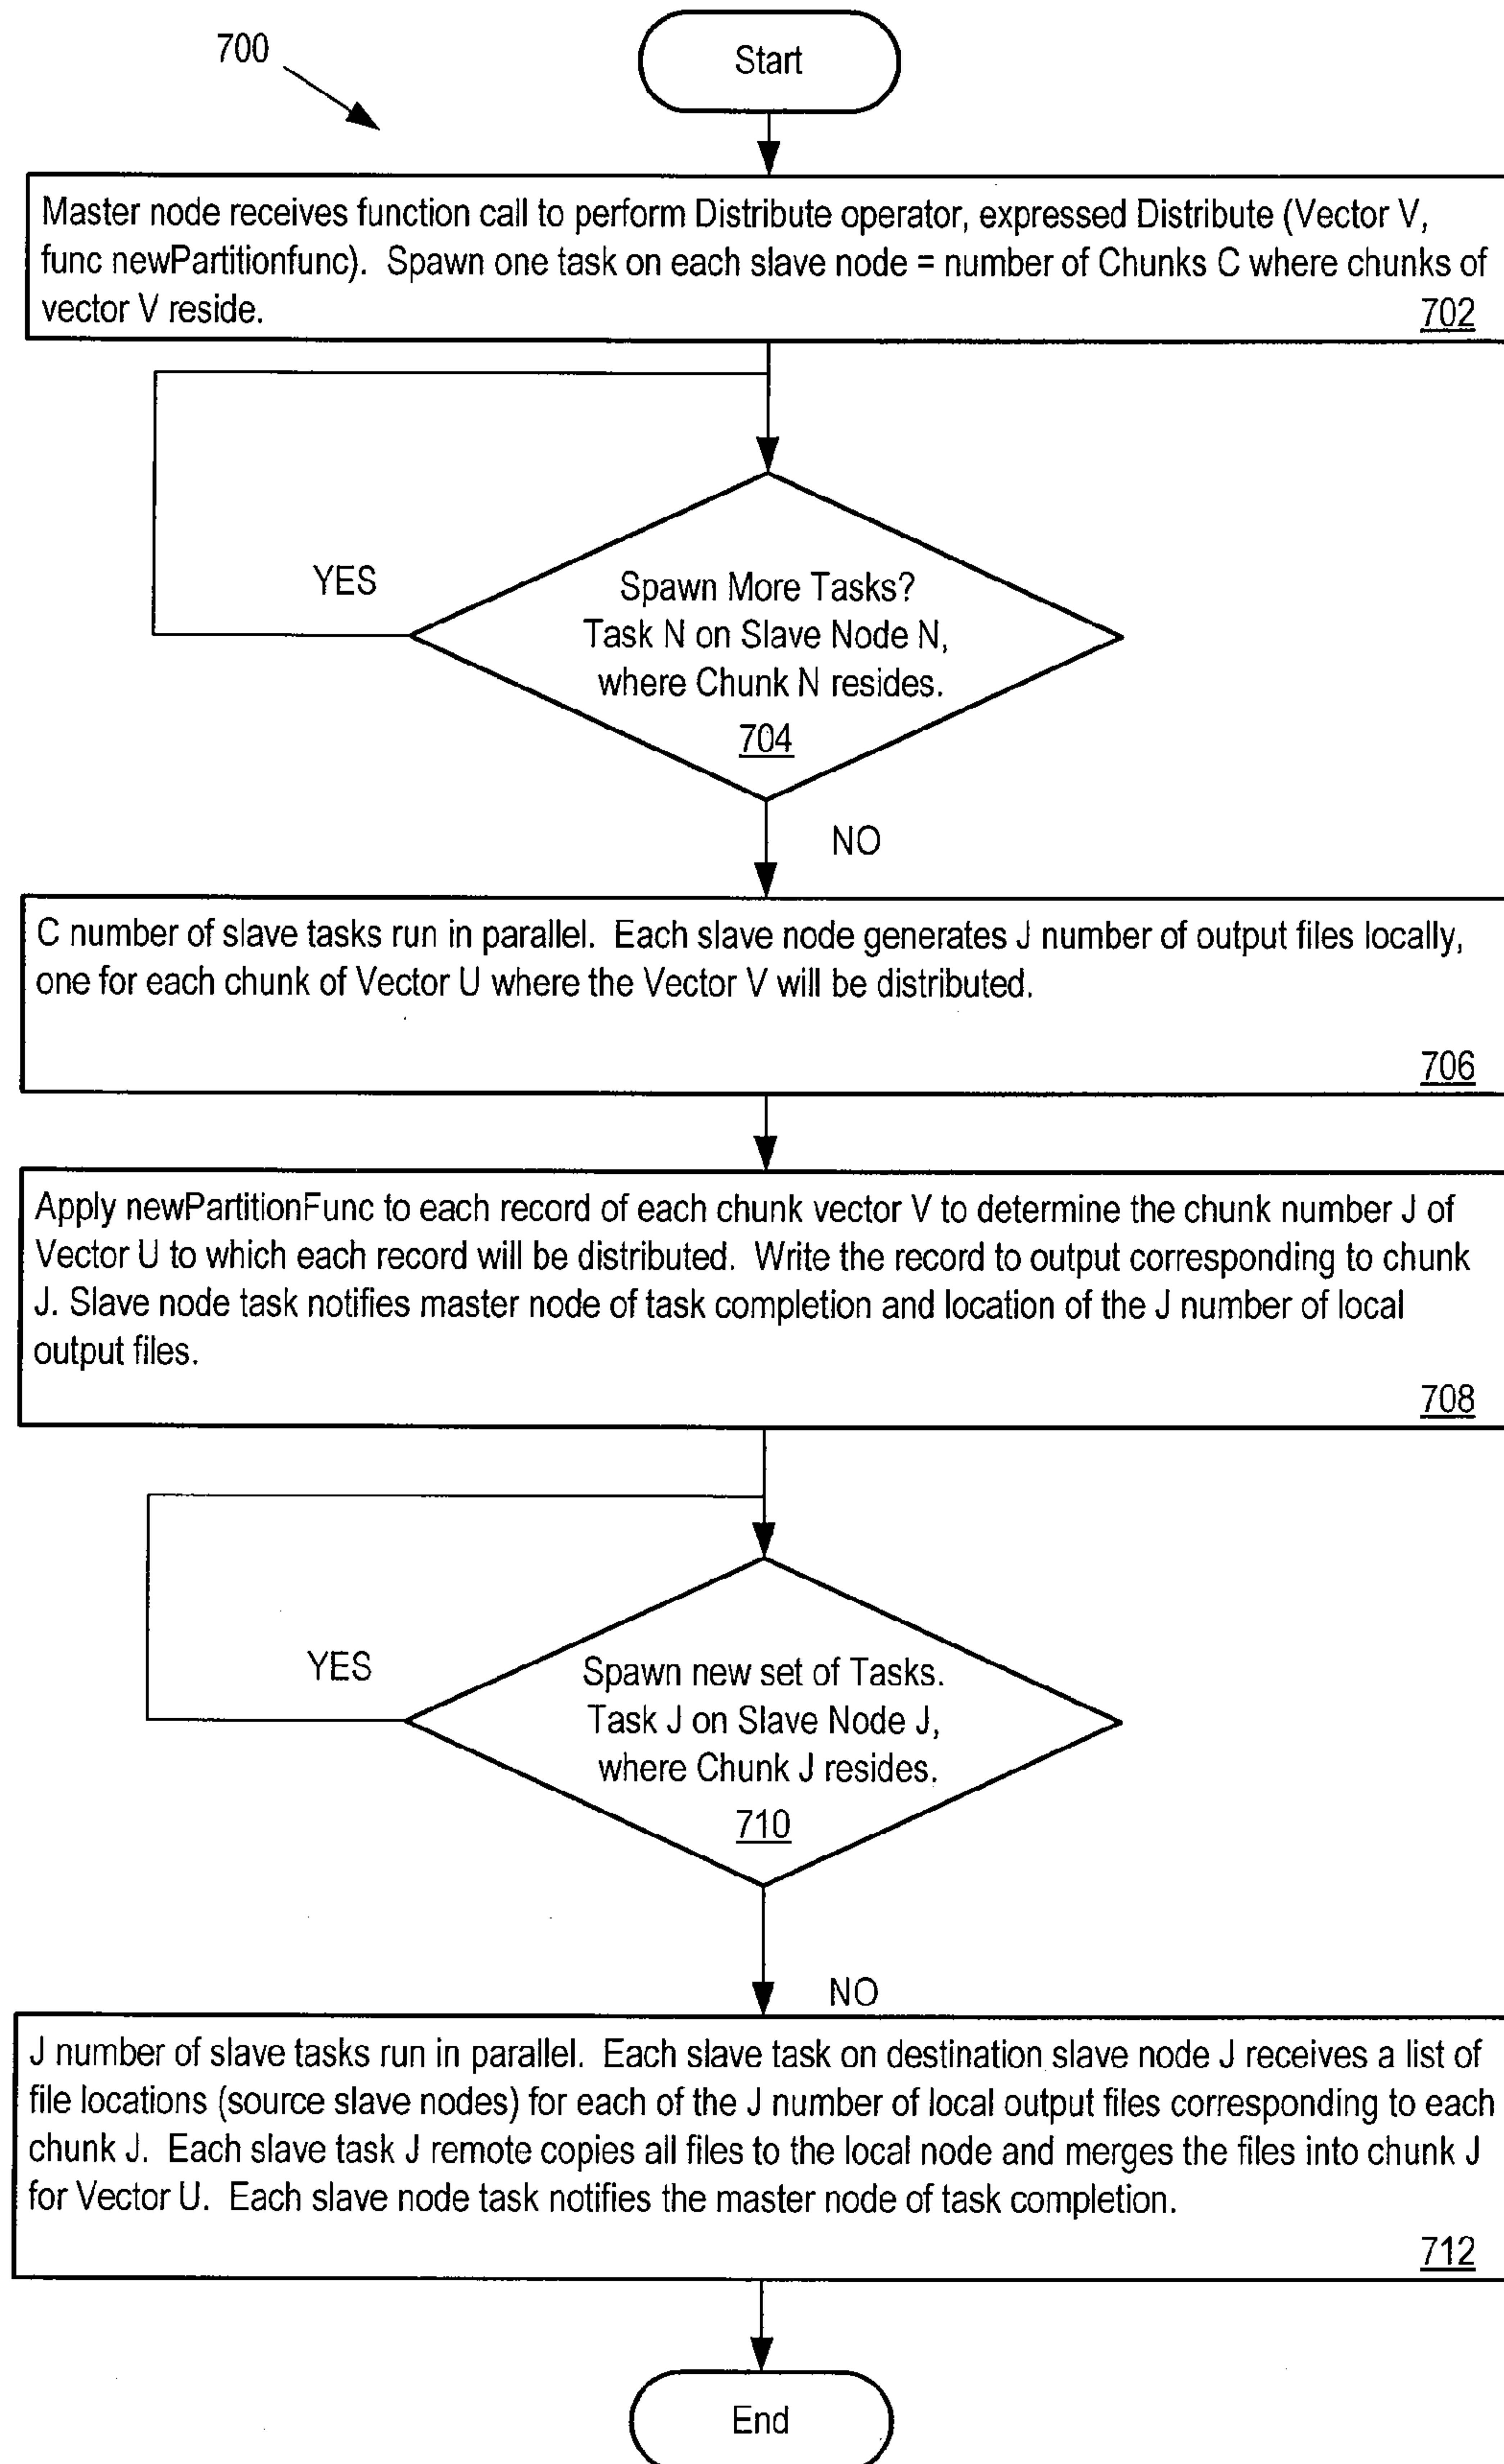 700
Start
Master node receives function call to perform Distribute operator, expressed Distribute (Vector V,
func newPartitionfunc).  Spawn one task on each slave node = number of Chunks C where chunks of
vector V reside.
702
YES
Spawn More Tasks?
Task N on Slave Node N,
where Chunk N resides.
704
NO
C number of slave tasks run in parallel.  Each slave node generates J number of output files locally,
one for each chunk of Vector U where the Vector V will be distributed.
706
Apply newPartitionFunc to each record of each chunk vector V to determine the chunk number J of
Vector U to which each record will be distributed.  Write the record to output corresponding to chunk
J. Slave node task notifies master node of task completion and location of the J number of local
output files.
708
YES
Spawn new set of Tasks.
Task J on Slave Node J,
where Chunk J resides.
710
NO
J number of slave tasks run in parallel.  Each slave task on destination slave node J receives a list of
file locations (source slave nodes) for each of the J number of local output files corresponding to each
chunk J.  Each slave task J remote copies all files to the local node and merges the files into chunk J
for Vector U.  Each slave node task notifies the master node of task completion.
712
End